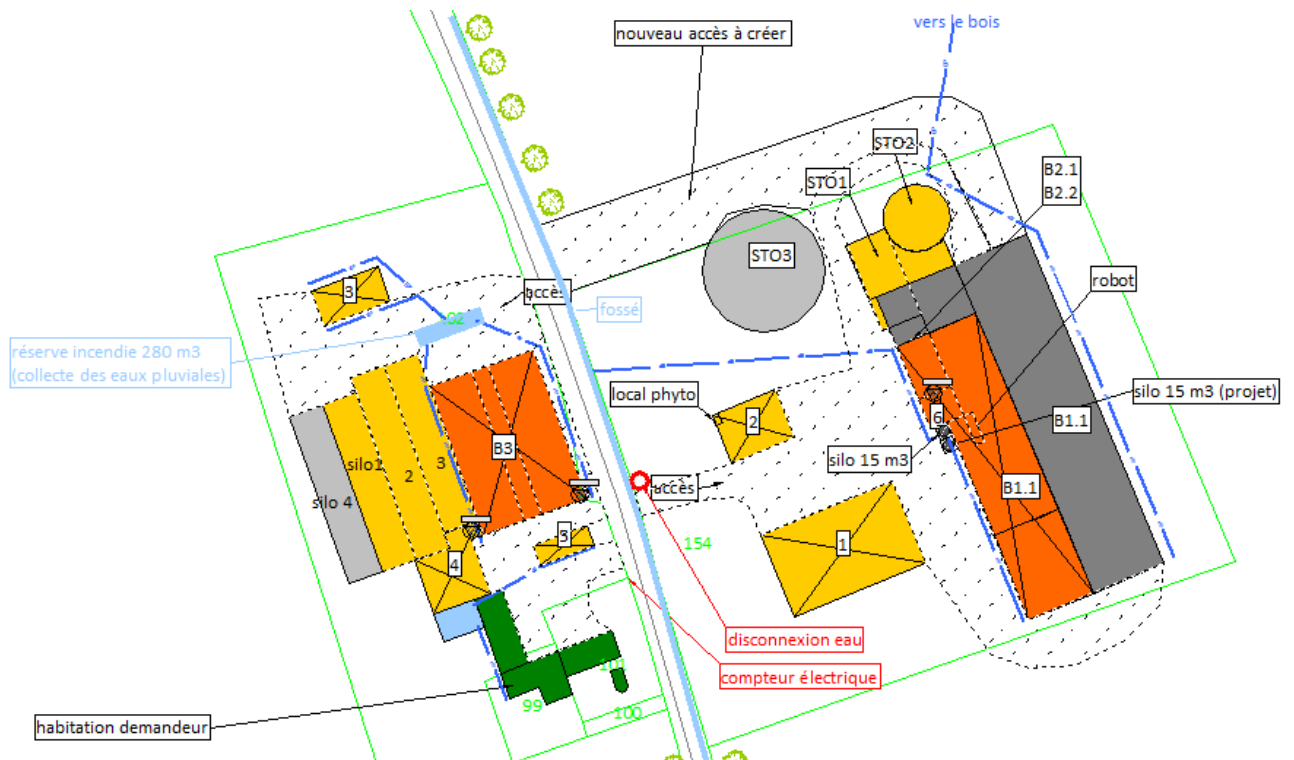 vers le bois
nouveau accès à créer
STO2
STO1
B2.1
B2.2
STO3
robot
3
accès
fossé
réserve incendie 280 m3
(collecte des eaux pluviales)
local phyto
2
silo 15 m3 (projet)
6
B1.1
silo 15 m3
B3
silo1
2
3
silo 4
accès
B1.1
1
154
3
4
disconnexion eau
compteur électrique
101
99
100
habitation demandeur